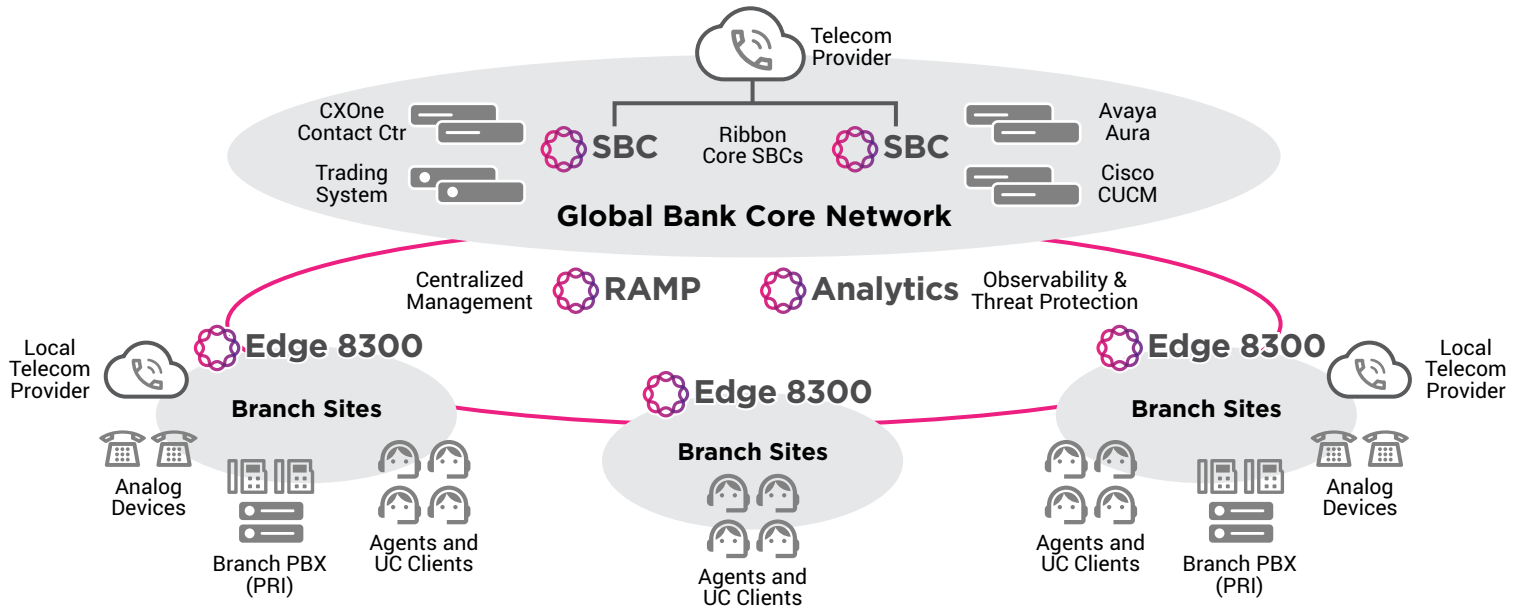 Telecom
Provider
CXOne
Contact Ctr
SBC
Ribbon
Core SBCs
SBC
Avaya
Aura
Trading
System
Cisco
CUCM
Global Bank Core Network
Centralized
Management
RAMP
Analytics
Observability &
Threat Protection
Local
Telecom
Provider
Edge 8300
Branch Sites
Analog
Devices
Branch PBX
(PRI)
Agents and
UC Clients
Edge 8300
Branch Sites
Agents and
UC Clients
Edge 8300
Branch Sites
Local
Telecom
Provider
Agents and
UC Clients
Branch PBX
(PRI)
Analog
Devices